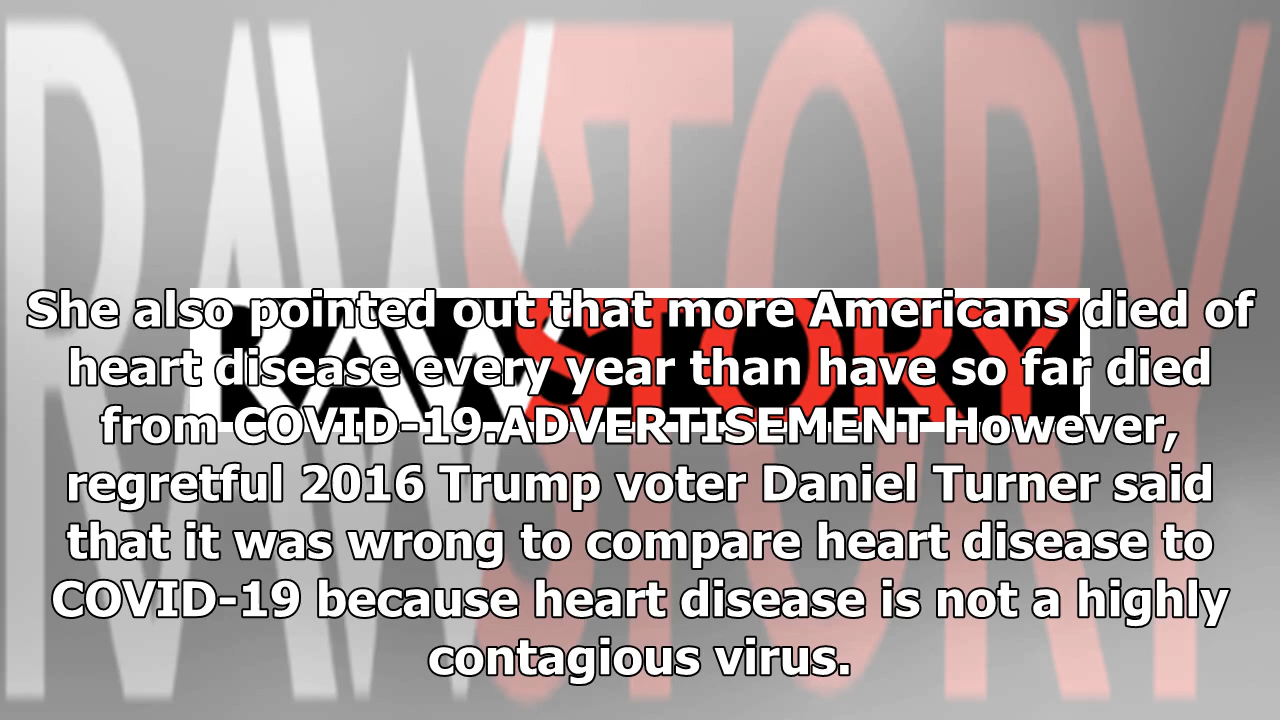 RAWSTORY
RAWSTORY
She also pointed out that more Americans died of
heart disease every year than have so far died
from COVID-19.ADVERTISEMENT However,
regretful 2016 Trump voter Daniel Turner said
that it was wrong to compare heart disease to
COVID-19 because heart disease is not a highly
contagious virus.